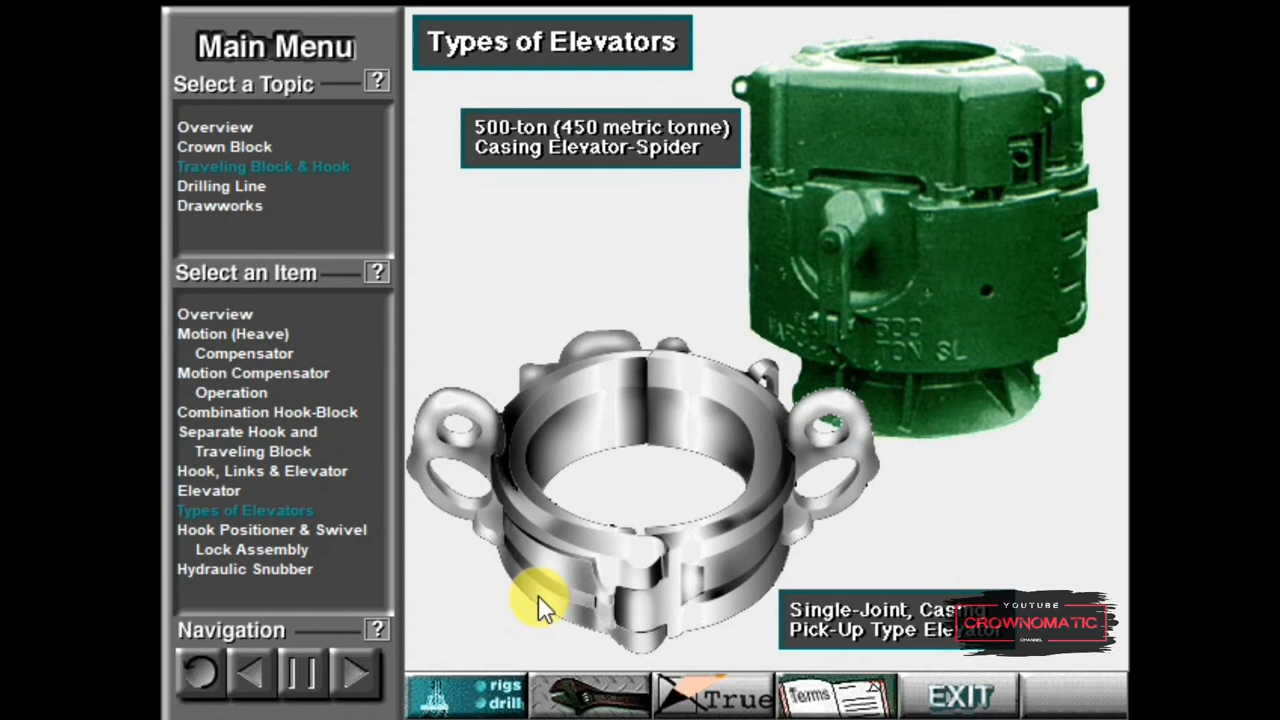 Main Menu
Select a Topic
?
Overview
Crown Block
Traveling Block & Hook
Drilling Line
Drawworks
Select an Item
?
Overview
Motion (Heave)
Compensator
Motion Compensator
Operation
Combination Hook-Block
Separate Hook and
Traveling Block
Hook, Links & Elevator
Elevator
Types of Elevators
Hook Positioner & Swivel
Lock Assembly
Hydraulic Snubber
Navigation
?
Types of Elevators
500-ton (450 metric tonne)
Casing Elevator-Spider
500
TON SL
Single-Joint, Casing
Pick-Up Type Elevator
YOUTUBE
CROWNOMATIC
CHANNEL
rigs
drill
True
Terms
EXIT